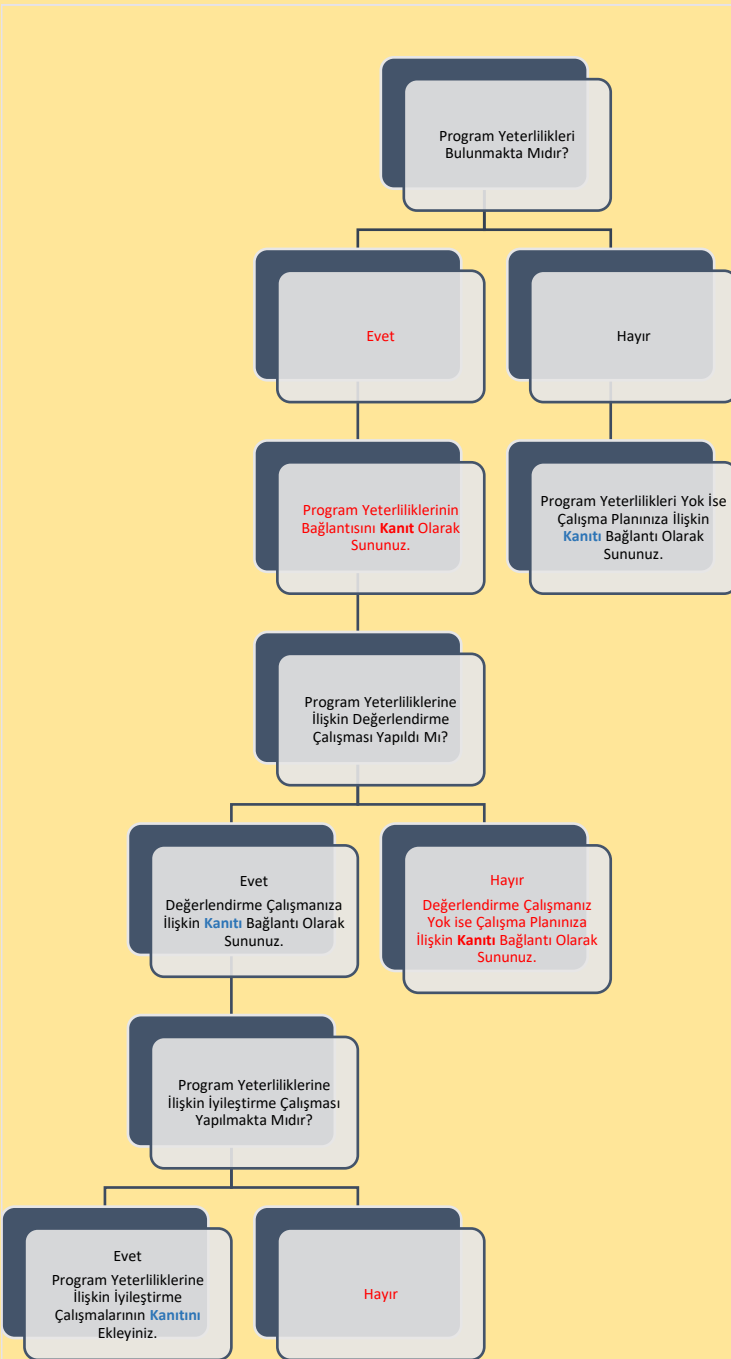 Program Yeterlilikleri
Bulunmakta Mıdır?
Evet
Hayır
Program Yeterliliklerinin
Bağlantısını Kanıt Olarak
Sununuz.
Program Yeterlilikleri Yok İse
Çalışma Planınıza İlişkin
Kanıtı Bağlantı Olarak
Sununuz.
Program Yeterliliklerine
İlişkin Değerlendirme
Çalışması Yapıldı Mı?
Evet
Değerlendirme Çalışmanıza
İlişkin Kanıtı Bağlantı Olarak
Sununuz.
Hayır
Değerlendirme Çalışmanız
Yok ise Çalışma Planınıza
İlişkin Kanıtı Bağlantı Olarak
Sununuz.
Program Yeterliliklerine
İlişkin İyileştirme Çalışması
Yapılmakta Mıdır?
Evet
Program Yeterliliklerine
İlişkin İyileştirme
Çalışmalarının Kanıtını
Ekleyiniz.
Hayır